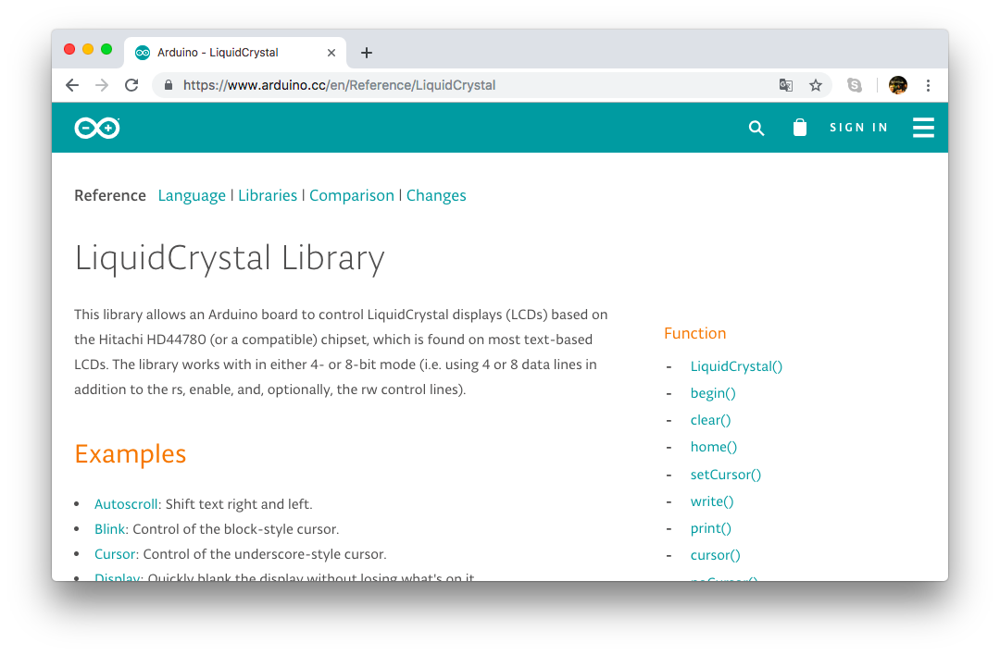 Arduino - LiquidCrystal
https://www.arduino.cc/en/Reference/LiquidCrystal
SIGN IN
Reference Language | Libraries | Comparison | Changes
LiquidCrystal Library
This library allows an Arduino board to control LiquidCrystal displays (LCDs) based on
the Hitachi HD44780 (or a compatible) chipset, which is found on most text-based
LCDs. The library works with in either 4- or 8-bit mode (i.e. using 4 or 8 data lines in
addition to the rs, enable, and, optionally, the rw control lines).
Examples
• Autoscroll: Shift text right and left.
• Blink: Control of the block-style cursor.
• Cursor: Control of the underscore-style cursor.
• Display: Quickly blank the display without losing what's on it
Function
- LiquidCrystal()
- begin()
- clear()
- home()
- setCursor()
- write()
- print()
- cursor()
noCursor()